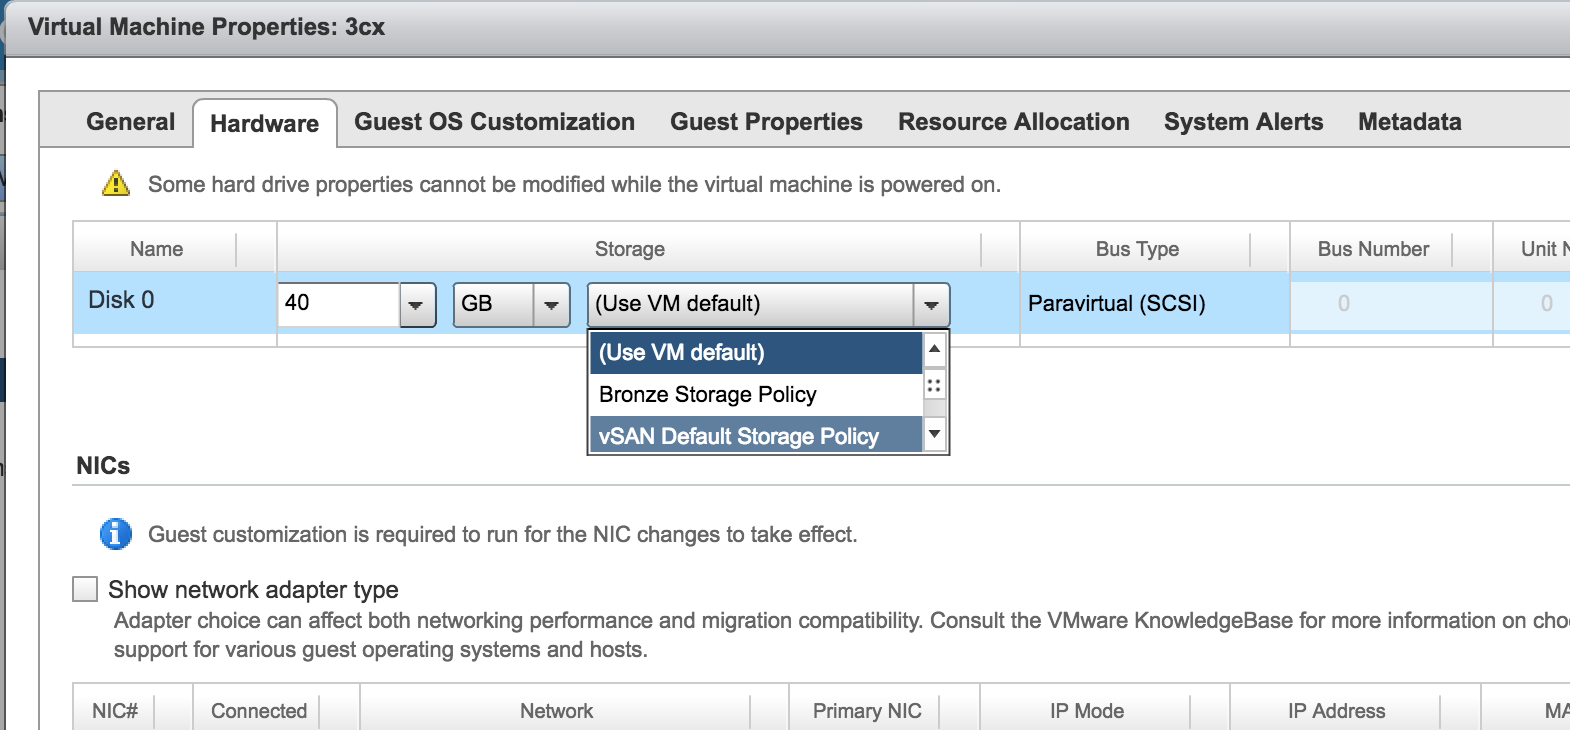 Virtual Machine Properties: 3cx
General Hardware Guest OS Customization Guest Properties Resource Allocation System Alerts Metadata
Some hard drive properties cannot be modified while the virtual machine is powered on.
Name Storage Bus Type Bus Number Unit
Disk 0 40 GB (Use VM default) Paravirtual (SCSI) 0 0
(Use VM default)
Bronze Storage Policy
vSAN Default Storage Policy
NICs
Guest customization is required to run for the NIC changes to take effect.
Show network adapter type
Adapter choice can affect both networking performance and migration compatibility. Consult the VMware KnowledgeBase for more information on
support for various guest operating systems and hosts.
NIC# Connected Network Primary NIC IP Mode IP Address